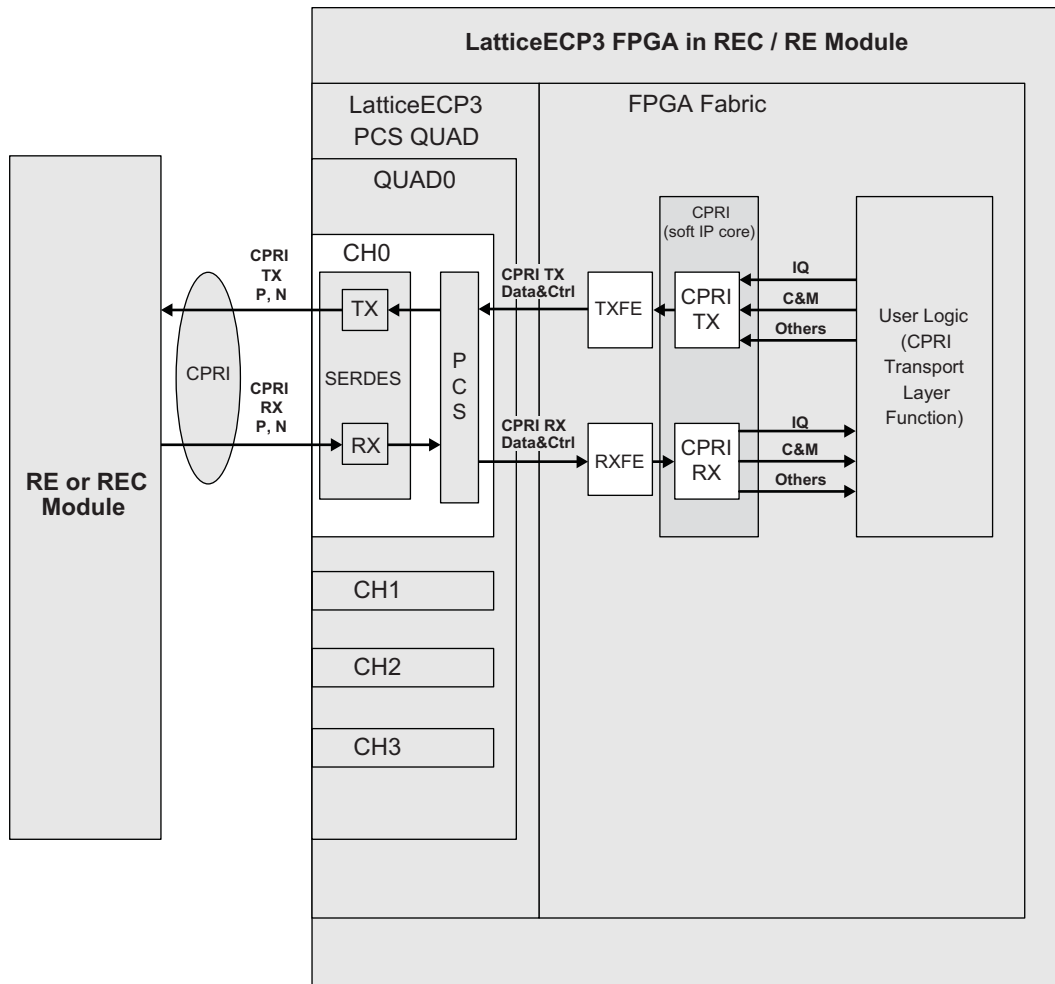 LatticeECP3 FPGA in REC / RE Module
LatticeECP3
PCS QUAD
FPGA Fabric
QUAD0
CPRI
(soft IP core)
CH0
CPRI
TX
P, N
CPRI TX
Data&Ctrl
TX
TXFE
CPRI
TX
IQ
C&M
Others
User Logic
(CPRI
Transport
Layer
Function)
CPRI
SERDES
P
C
S
CPRI
RX
P, N
CPRI RX
Data&Ctrl
RX
RXFE
CPRI
RX
IQ
C&M
Others
RE or REC
Module
CH1
CH2
CH3